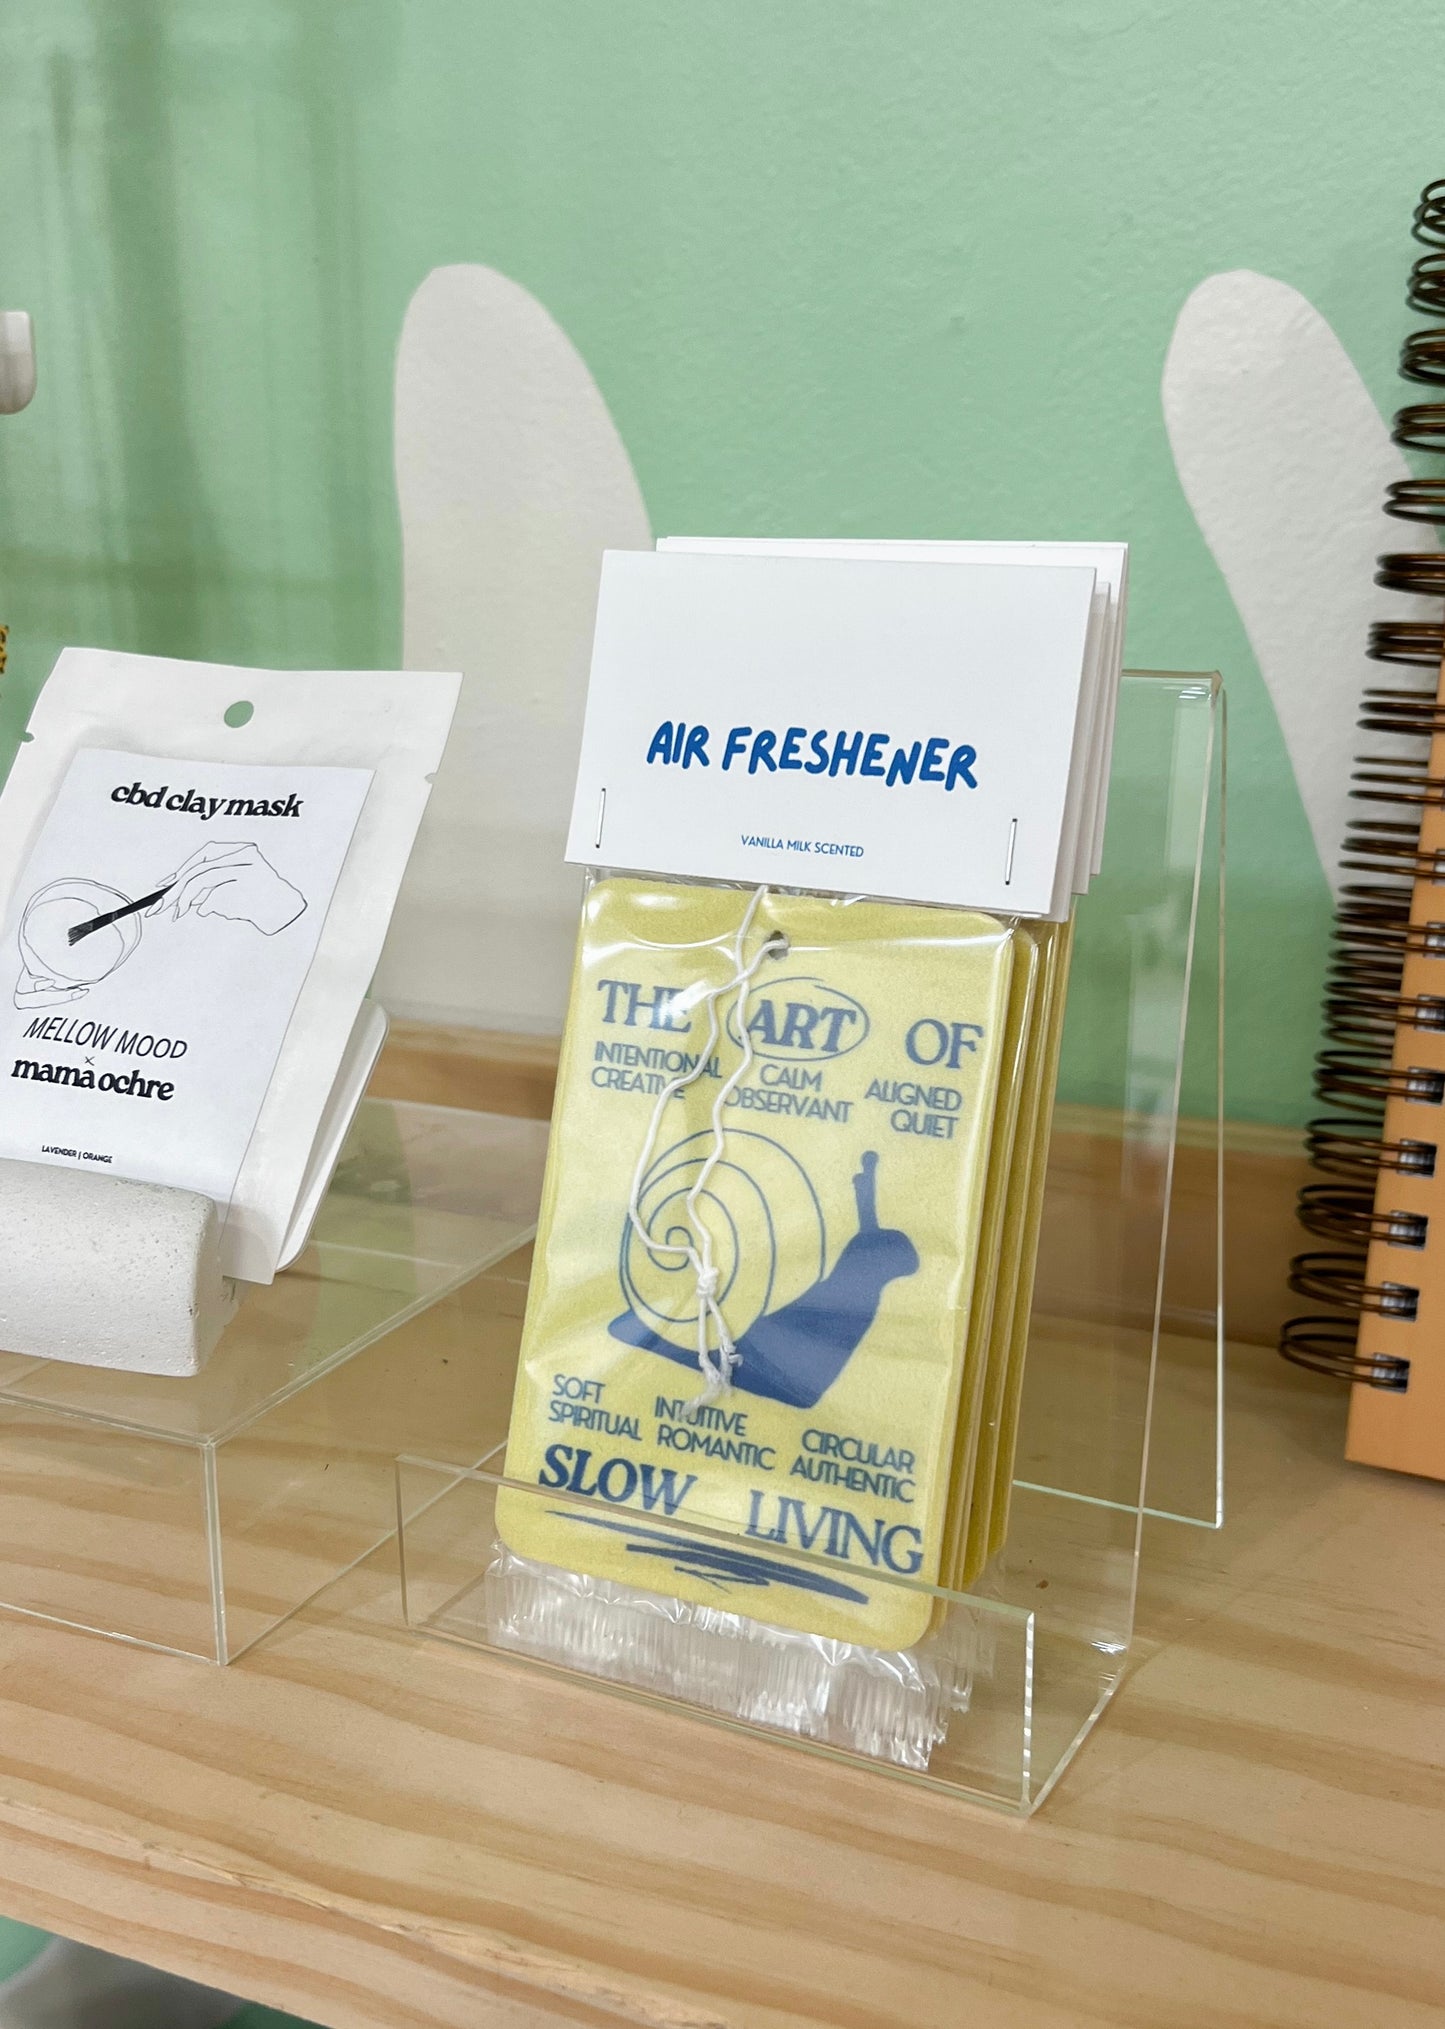 cbd clay mask
MELLOW MOOD
x
mama ochre
LAVENDER | ORANGE
AIR FRESHENER
VANILLA MILK SCENTED
THE ART OF
INTENTIONAL CALM ALIGNED
CREATIVE OBSERVANT QUIET
SOFT INTUITIVE CIRCULAR
SPIRITUAL ROMANTIC AUTHENTIC
SLOW LIVING